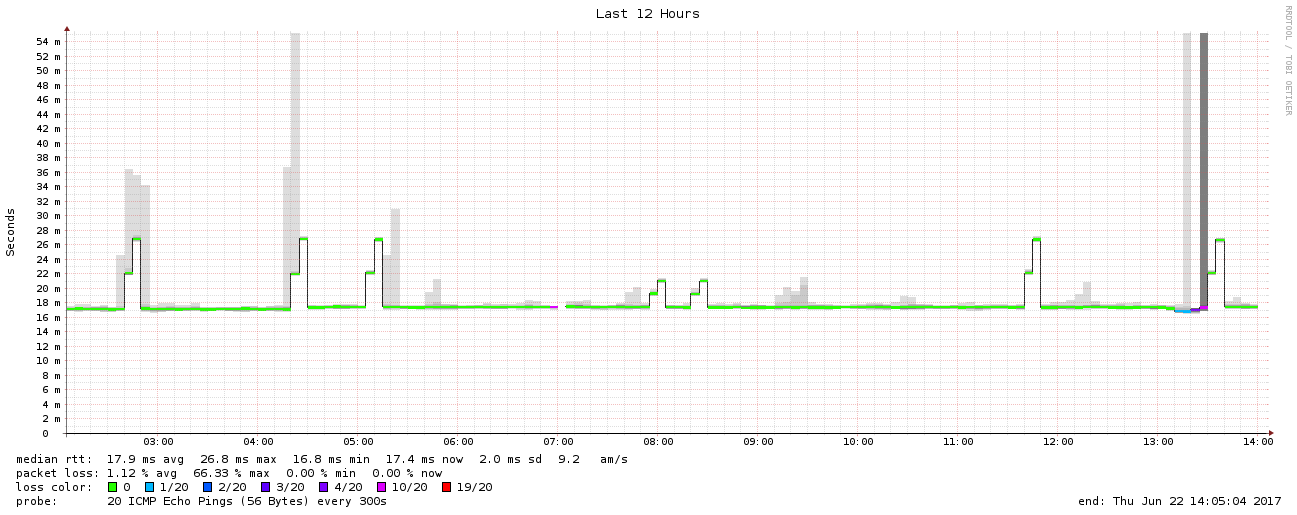 Last 12 Hours
RRDTOOL / TOBI OETIKER
Seconds
54 m
52 m
50 m
48 m
46 m
44 m
42 m
40 m
38 m
36 m
34 m
32 m
30 m
28 m
26 m
24 m
22 m
20 m
18 m
16 m
14 m
12 m
10 m
8 m
6 m
4 m
2 m
0
03:00 04:00 05:00 06:00 07:00 08:00 09:00 10:00 11:00 12:00 13:00 14:00
median rtt: 17.9 ms avg 26.8 ms max 16.8 ms min 17.4 ms now 2.0 ms sd 9.2 am/s
packet loss: 1.12 % avg 66.33 % max 0.00 % min 0.00 % now
loss color: 0 1/20 2/20 3/20 4/20 10/20 19/20
probe: 20 ICMP Echo Pings (56 Bytes) every 300s end: Thu Jun 22 14:05:04 2017